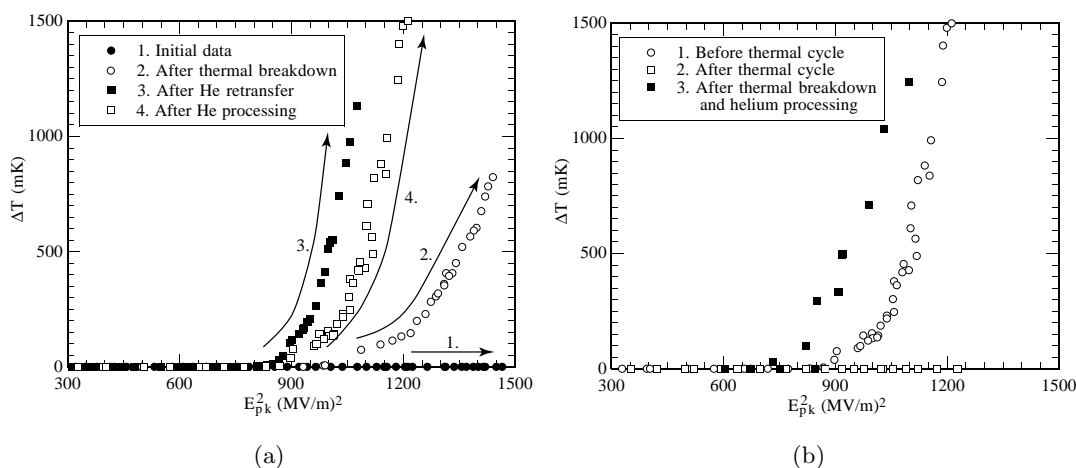 1500
1000
500
0
ΔT (mK)
1. Initial data
2. After thermal breakdown
3. After He retransfer
4. After He processing
3.
4.
2.
1.
300 600 900 1200 1500
E²pk (MV/m)²
(a)
1500
1000
500
0
ΔT (mK)
1. Before thermal cycle
2. After thermal cycle
3. After thermal breakdown
and helium processing
300 600 900 1200 1500
E²pk (MV/m)²
(b)